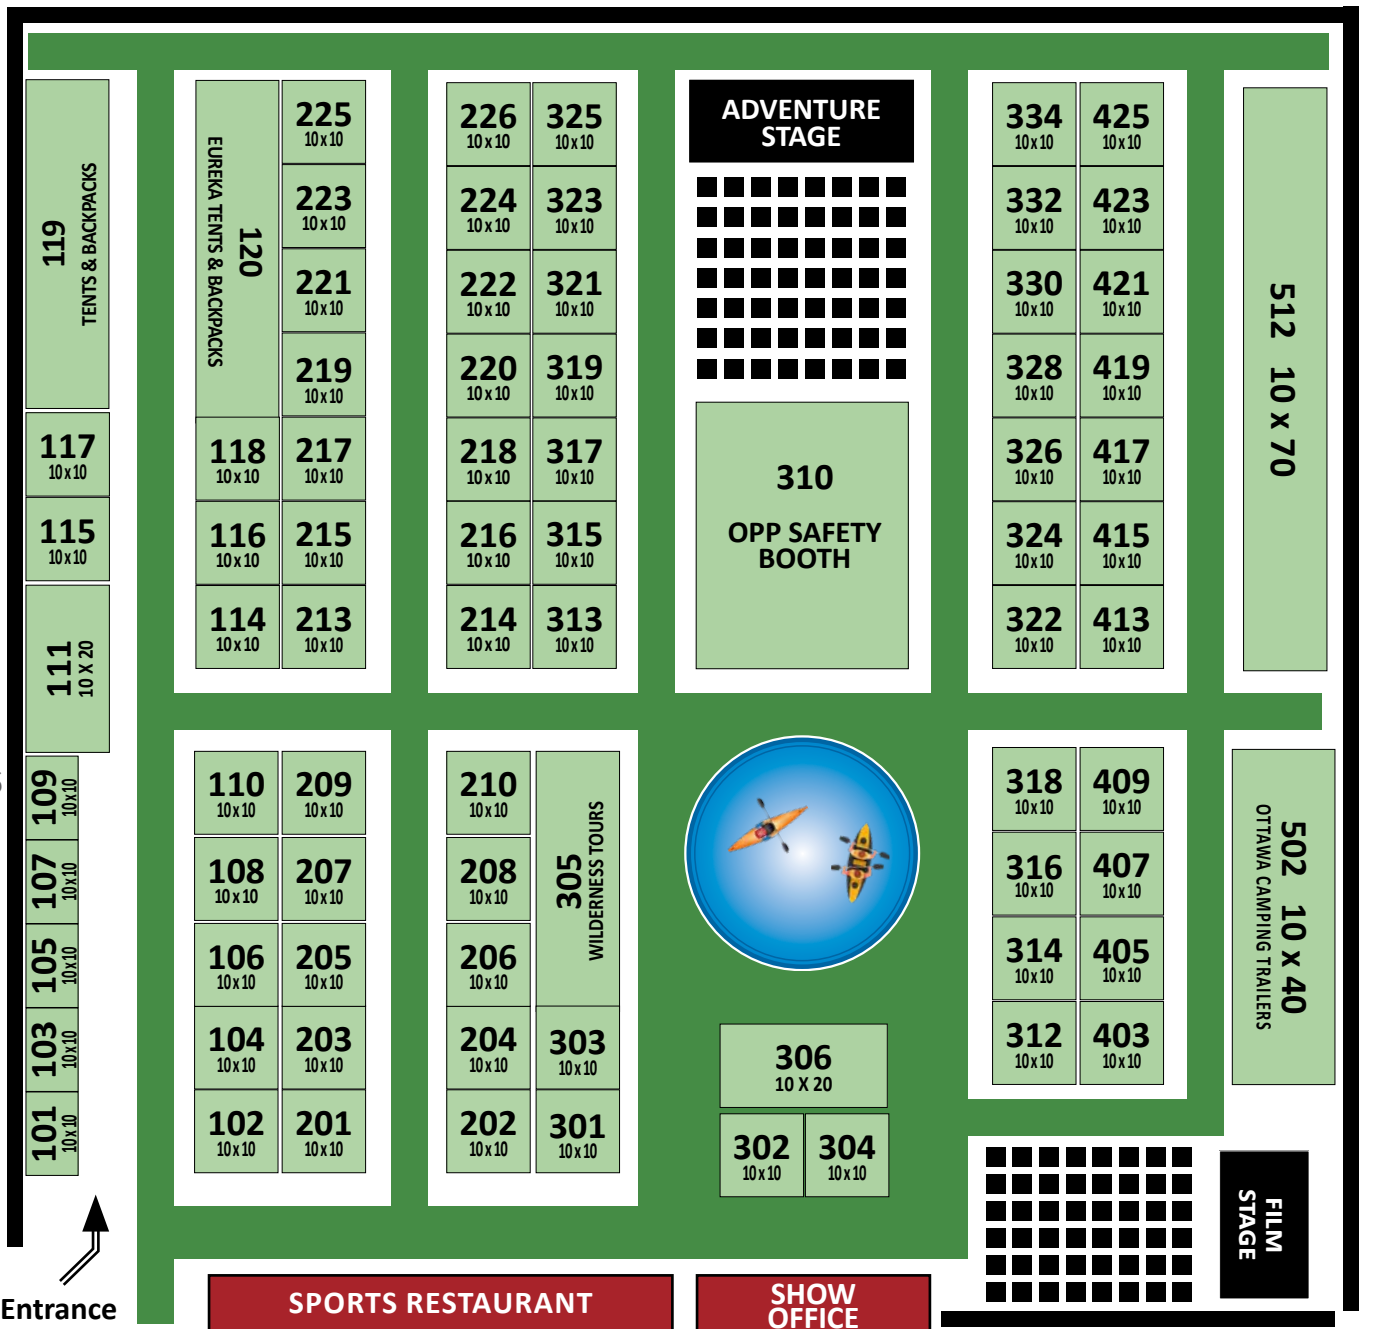 119
TENTS & BACKPACKS
117
10x10
115
10x10
111
10 X 20
109
10x10
107
10x10
105
10x10
103
10x10
101
10x10
Entrance
120
EUREKA TENTS & BACKPACKS
225
10x10
223
10x10
221
10x10
219
10x10
118
10x10
217
10x10
116
10x10
215
10x10
114
10x10
213
10x10
110
10x10
209
10x10
108
10x10
207
10x10
106
10x10
205
10x10
104
10x10
203
10x10
102
10x10
201
10x10
226
10x10
325
10x10
224
10x10
323
10x10
222
10x10
321
10x10
220
10x10
319
10x10
218
10x10
317
10x10
216
10x10
315
10x10
214
10x10
313
10x10
210
10x10
208
10x10
206
10x10
305
WILDERNESS TOURS
204
10x10
303
10x10
202
10x10
301
10x10
ADVENTURE
STAGE
310
OPP SAFETY
BOOTH
306
10 X 20
302
10x10
304
10x10
334
10x10
425
10x10
332
10x10
423
10x10
330
10x10
421
10x10
328
10x10
419
10x10
326
10x10
417
10x10
324
10x10
415
10x10
322
10x10
413
10x10
318
10x10
409
10x10
316
10x10
407
10x10
314
10x10
405
10x10
312
10x10
403
10x10
512 10 x 70
502 10 x 40
OTTAWA CAMPING TRAILERS
FILM
STAGE
SPORTS RESTAURANT
SHOW
OFFICE